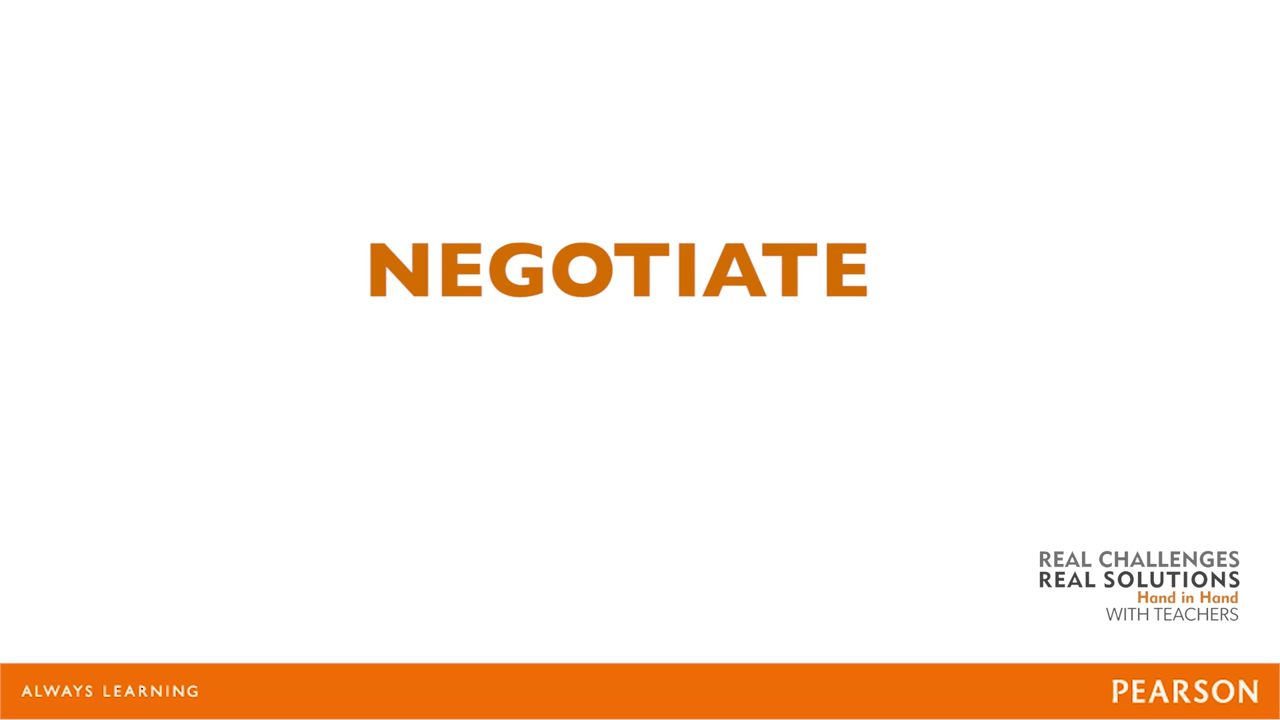 NEGOTIATE
REAL CHALLENGES
REAL SOLUTIONS
Hand in Hand
WITH TEACHERS
ALWAYS LEARNING
PEARSON